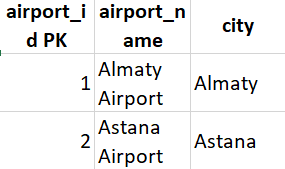 airport_i airport_n city
d PK ame
1 Almaty Almaty
Airport
2 Astana Astana
Airport